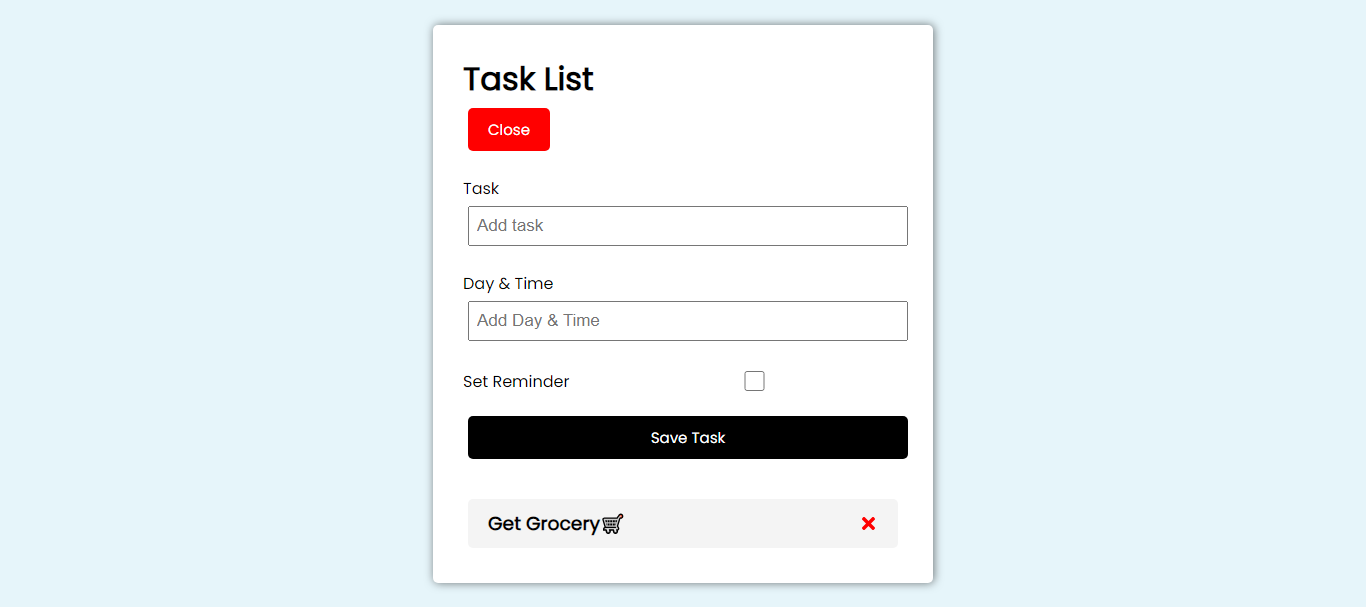 Task List
Close
Task
Add task
Day & Time
Add Day & Time
Set Reminder
Save Task
Get Grocery🛒